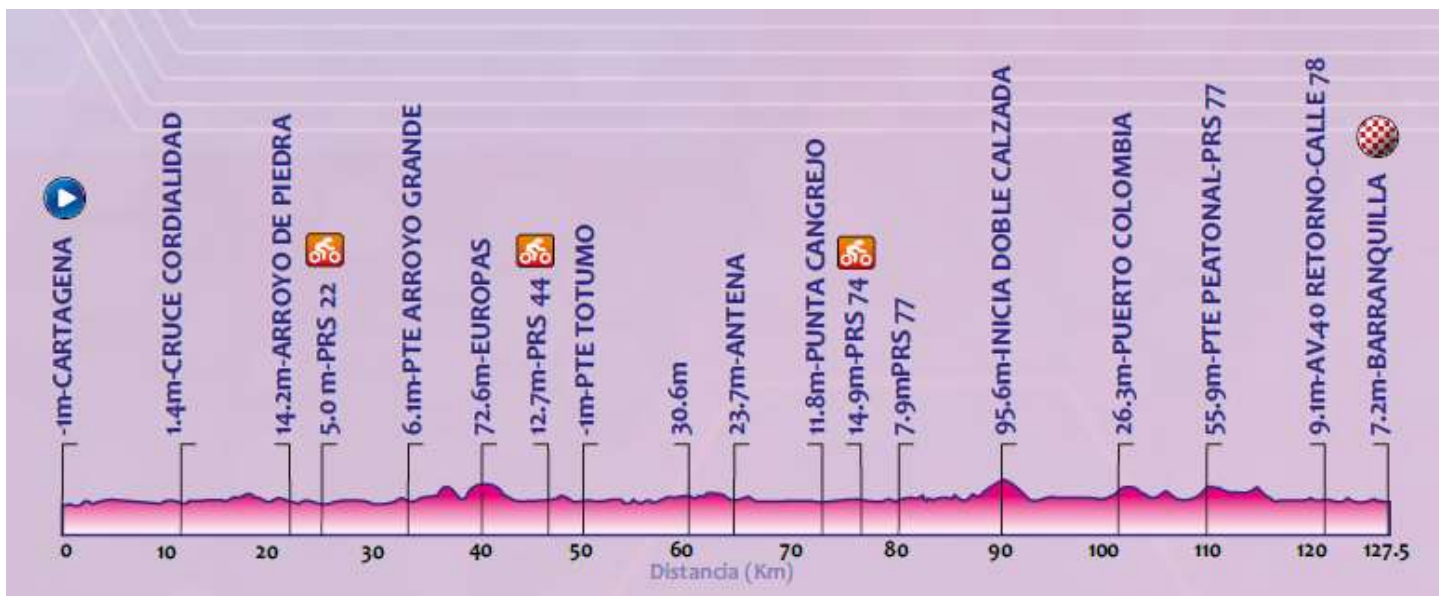 -1m-CARTAGENA
1.4m-CRUCE CORDIALIDAD
14.2m-ARROYO DE PIEDRA
5.0 m-PRS 22
6.1m-PTE ARROYO GRANDE
72.6m-EUROPAS
12.7m-PRS 44
-1m-PTE TOTUMO
30.6m
23.7m-ANTENA
11.8m-PUNTA CANGREJO
14.9m-PRS 74
7.9mPRS 77
95.6m-INICIA DOBLE CALZADA
26.3m-PUERTO COLOMBIA
55.9m-PTE PEATONAL-PRS 77
9.1m-AV.40 RETORNO-CALLE 78
7.2m-BARRANQUILLA
0 10 20 30 40 50 60 70 80 90 100 110 120 127.5
Distancia (Km)